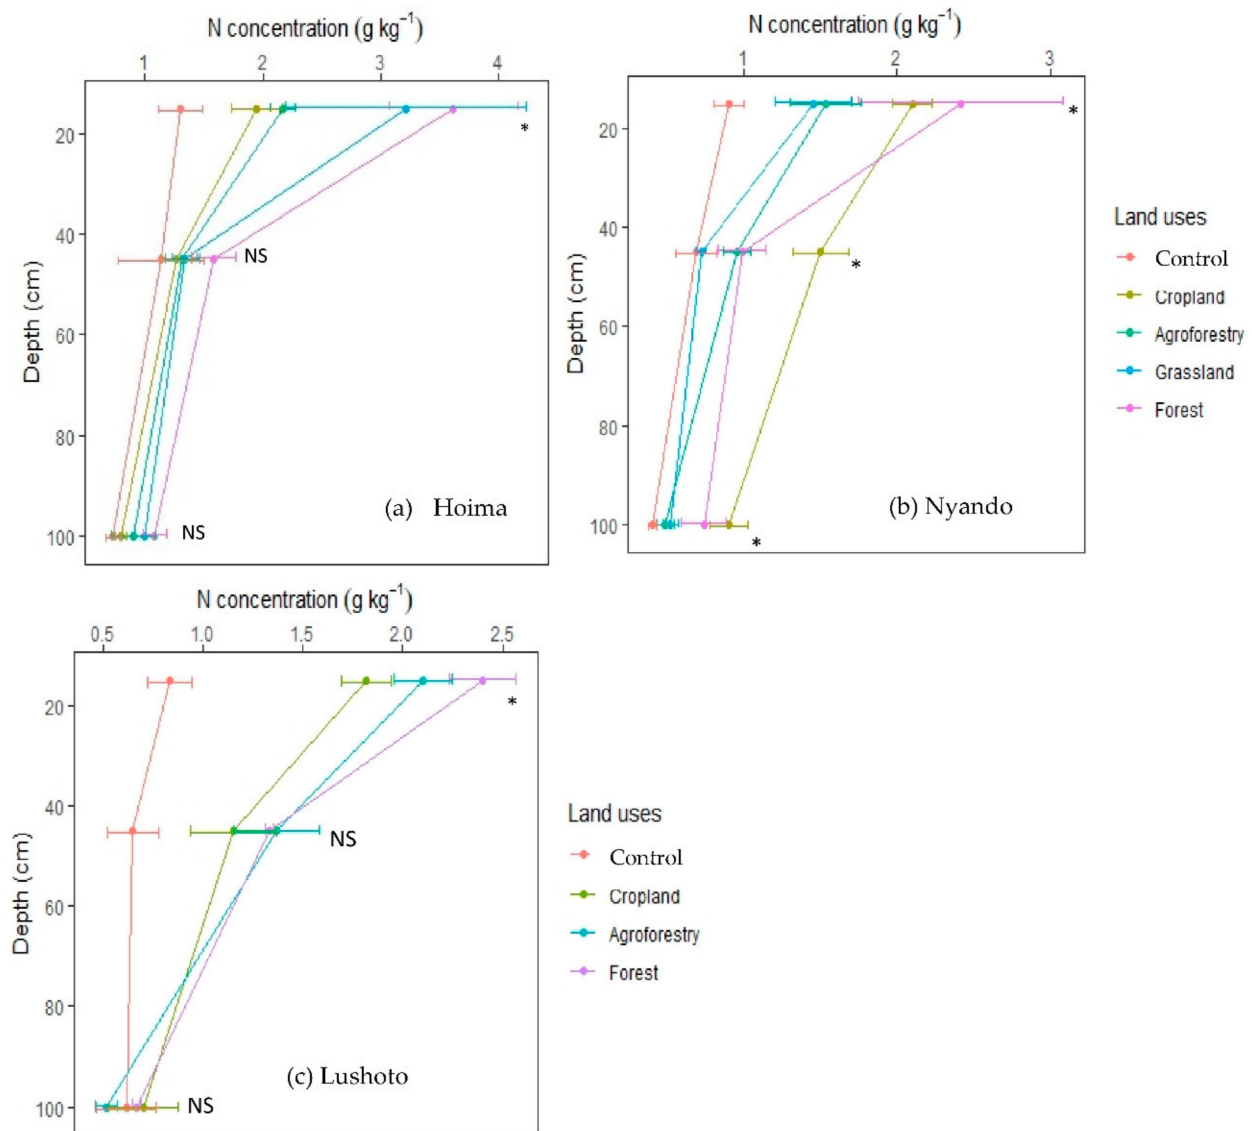 N concentration (g kg⁻¹)
1 2 3 4
Depth (cm)
20
40
60
80
100
*
NS
NS
(a) Hoima
N concentration (g kg⁻¹)
1 2 3
Depth (cm)
20
40
60
80
100
*
*
*
(b) Nyando
Land uses
Control
Cropland
Agroforestry
Grassland
Forest
N concentration (g kg⁻¹)
0.5 1.0 1.5 2.0 2.5
Depth (cm)
20
40
60
80
100
*
NS
NS
(c) Lushoto
Land uses
Control
Cropland
Agroforestry
Forest